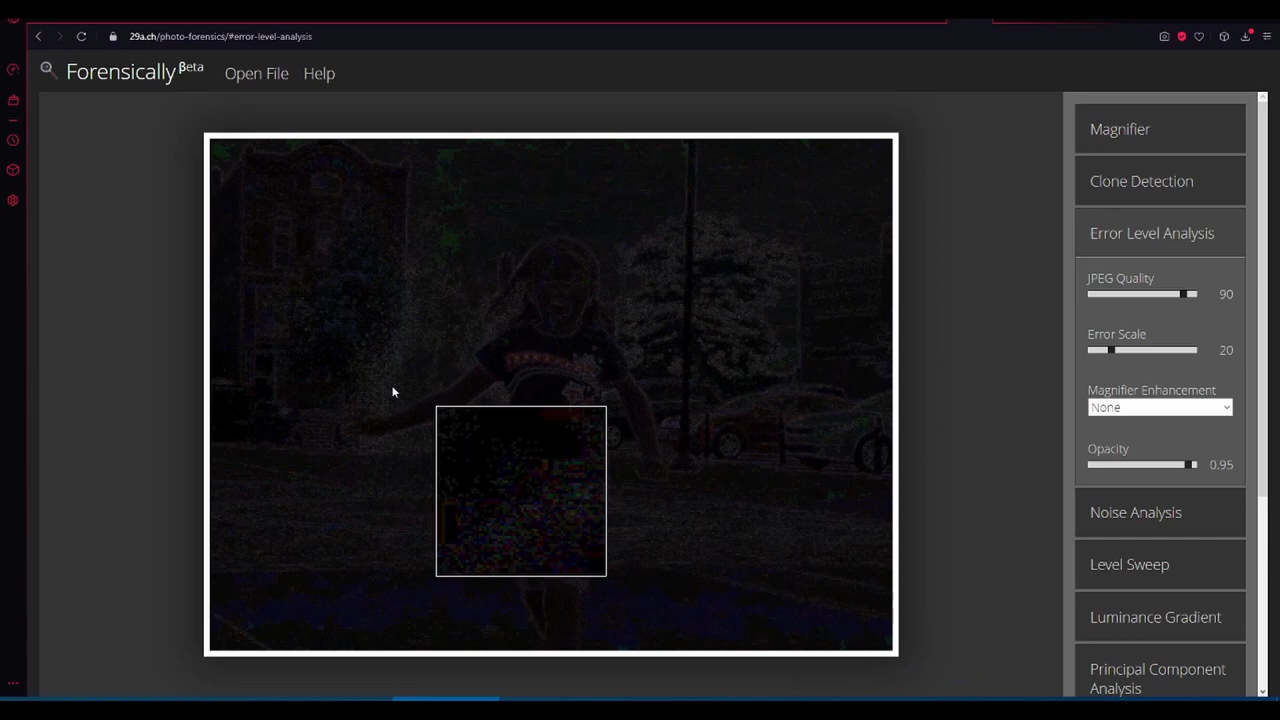 29a.ch/photo-forensics/#error-level-analysis
Forensically βeta
Open File
Help
Magnifier
Clone Detection
Error Level Analysis
JPEG Quality
90
Error Scale
20
Magnifier Enhancement
None
Opacity
0.95
Noise Analysis
Level Sweep
Luminance Gradient
Principal Component
Analysis